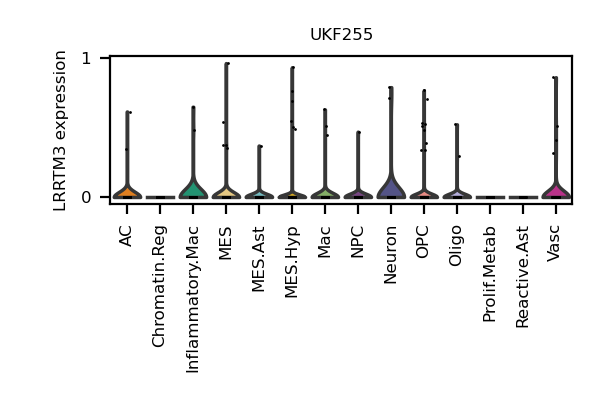 UKF255
LRRTM3 expression
1
0
AC
Chromatin.Reg
Inflammatory.Mac
MES
MES.Ast
MES.Hyp
Mac
NPC
Neuron
OPC
Oligo
Prolif.Metab
Reactive.Ast
Vasc